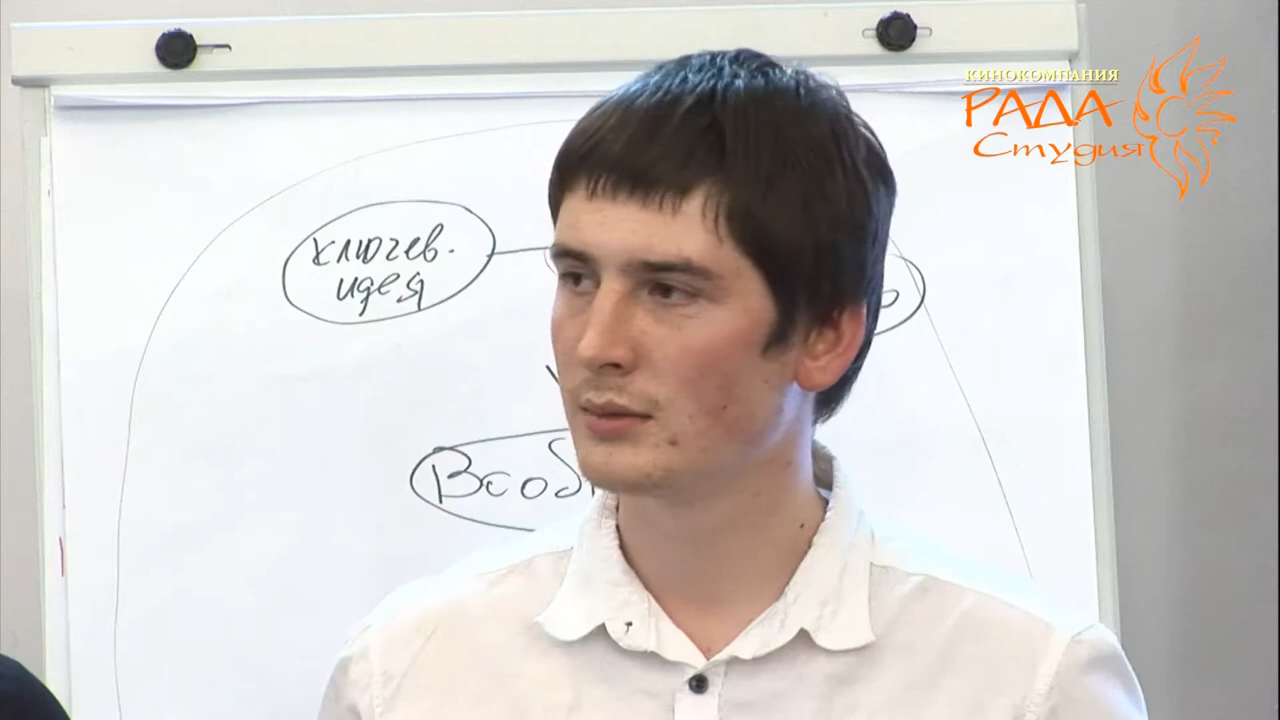 КИНОКОМПАНИЯ
РАДА
Студия
ключев.
идея